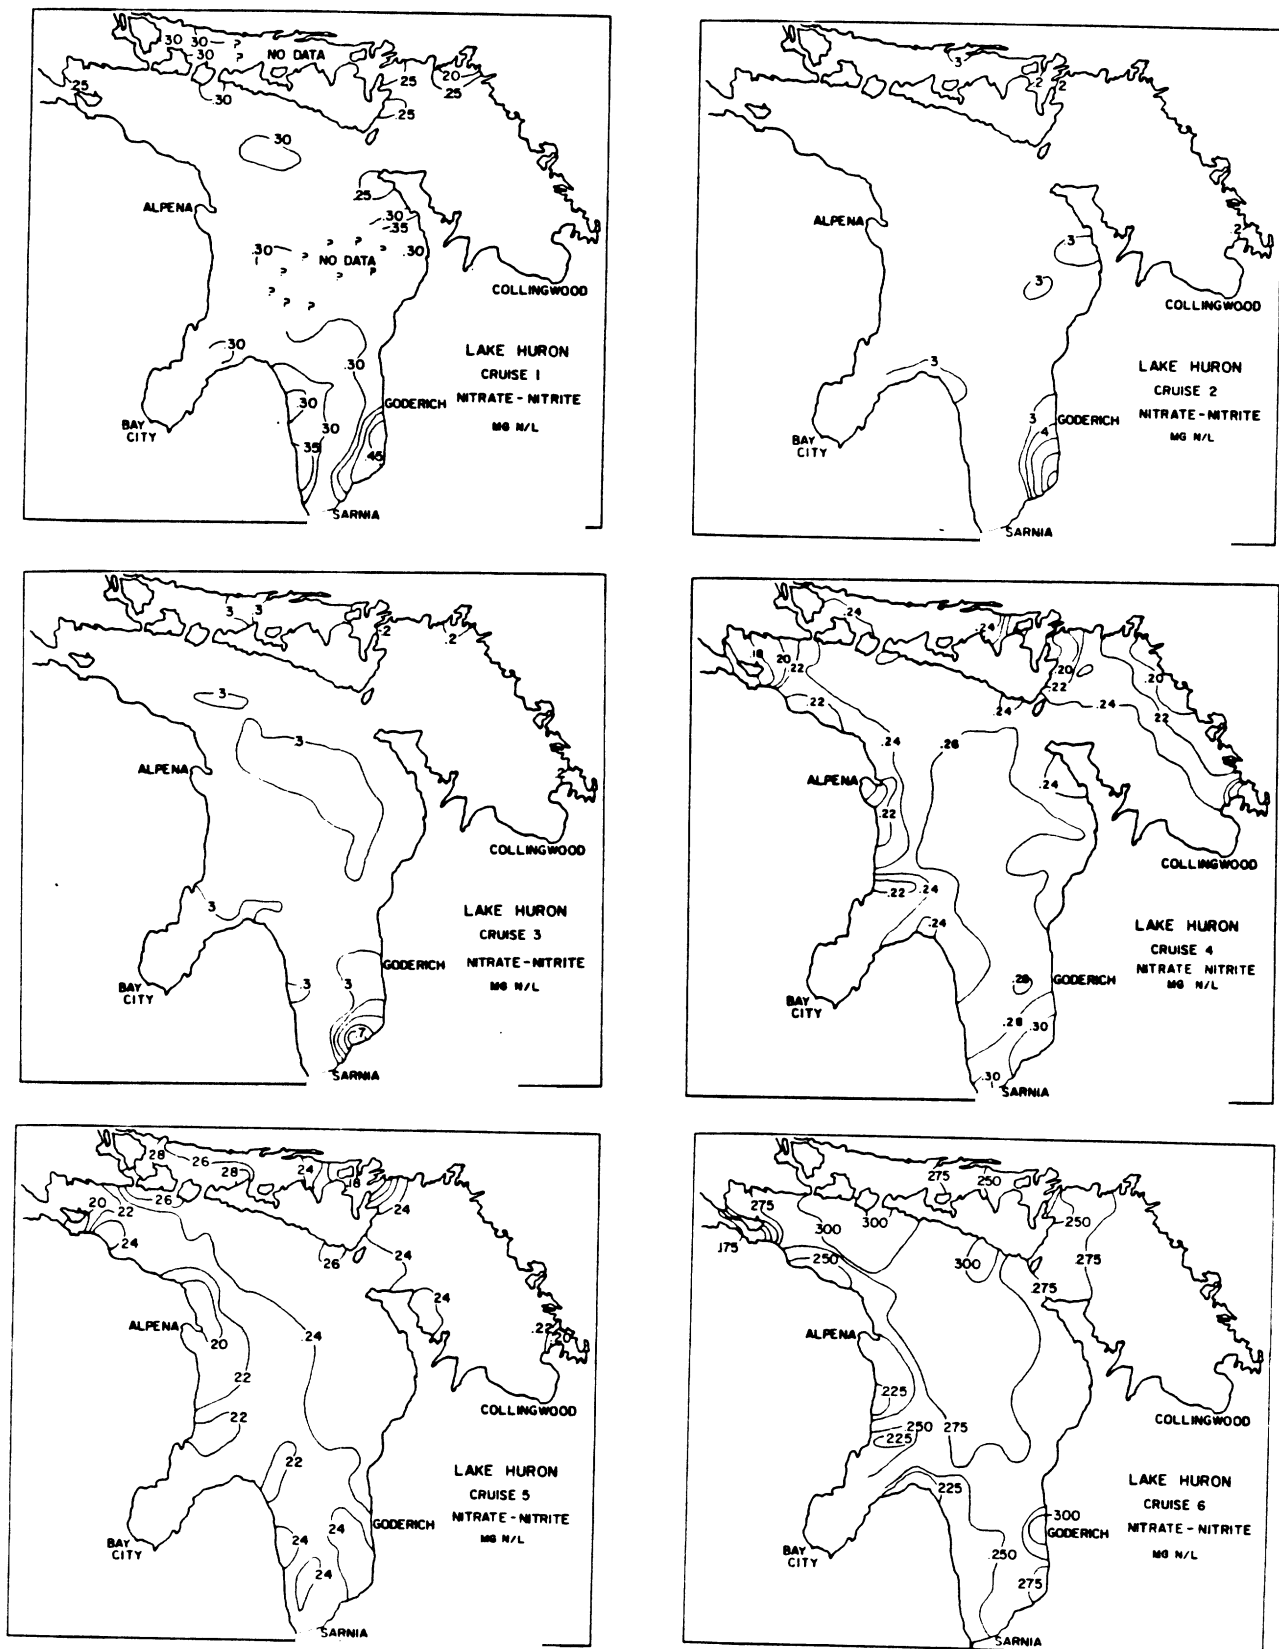 30 30 ?
30 ? NO DATA
.25 .30 25 20 25
.25
.30
.25
ALPENA
.30
.35
.30 ? ? ? ? .30
? NO DATA ?
? ?
? ? ?
COLLINGWOOD
.30
.30
LAKE HURON
CRUISE 1
NITRATE-NITRITE
MG N/L
.30
GODERICH
BAY
CITY
30
.35
.45
SARNIA
3
.2 2
ALPENA
.2
.3
3
COLLINGWOOD
3
LAKE HURON
CRUISE 2
NITRATE-NITRITE
MG N/L
3
GODERICH
4
BAY
CITY
SARNIA
3 .3
.2 .2
3
.3
ALPENA
.2
COLLINGWOOD
3
LAKE HURON
CRUISE 3
NITRATE-NITRITE
MG N/L
GODERICH
BAY
CITY
.3 3
.7
SARNIA
.24
.24
.18 20 .22
20 .22
.20
.22 .24 .24 22
.24 .26
ALPENA
.24
.22
COLLINGWOOD
.22 .24
.24
LAKE HURON
CRUISE 4
NITRATE NITRITE
MG N/L
GODERICH
BAY
CITY
.28
.28 .30
.30
SARNIA
28 26 28 24 18
20 22 26 24
24 26 24
24
ALPENA
20 .24 .22 .20
22
22
COLLINGWOOD
22
LAKE HURON
CRUISE 5
NITRATE-NITRITE
MG N/L
GODERICH
BAY
CITY
24 24
24
SARNIA
275 250
275 300 300 250
.175 250 300 275
275
ALPENA
225
250 275
225
COLLINGWOOD
225
LAKE HURON
CRUISE 6
NITRATE-NITRITE
MG N/L
300
GODERICH
BAY
CITY
.250
275
SARNIA